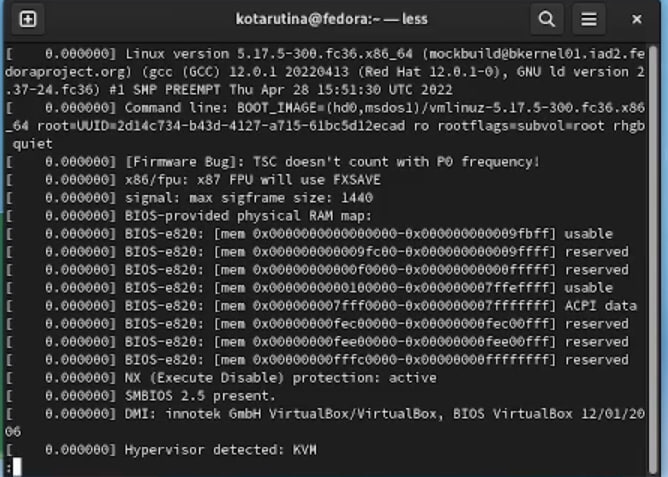 kotarutina@fedora:~ — less
[    0.000000] Linux version 5.17.5-300.fc36.x86_64 (mockbuild@bkernel01.iad2.fe
doraproject.org) (gcc (GCC) 12.0.1 20220413 (Red Hat 12.0.1-0), GNU ld version 2
.37-24.fc36) #1 SMP PREEMPT Thu Apr 28 15:51:30 UTC 2022
[    0.000000] Command line: BOOT_IMAGE=(hd0,msdos1)/vmlinuz-5.17.5-300.fc36.x86
_64 root=UUID=2d14c734-b43d-4127-a715-61bc5d12ecad ro rootflags=subvol=root rhgb
 quiet
[    0.000000] [Firmware Bug]: TSC doesn't count with P0 frequency!
[    0.000000] x86/fpu: x87 FPU will use FXSAVE
[    0.000000] signal: max sigframe size: 1440
[    0.000000] BIOS-provided physical RAM map:
[    0.000000] BIOS-e820: [mem 0x0000000000000000-0x000000000009fbff] usable
[    0.000000] BIOS-e820: [mem 0x000000000009fc00-0x000000000009ffff] reserved
[    0.000000] BIOS-e820: [mem 0x00000000000f0000-0x00000000000fffff] reserved
[    0.000000] BIOS-e820: [mem 0x0000000000100000-0x000000007ffeffff] usable
[    0.000000] BIOS-e820: [mem 0x000000007fff0000-0x000000007fffffff] ACPI data
[    0.000000] BIOS-e820: [mem 0x00000000fec00000-0x00000000fec00fff] reserved
[    0.000000] BIOS-e820: [mem 0x00000000fee00000-0x00000000fee00fff] reserved
[    0.000000] BIOS-e820: [mem 0x00000000fffc0000-0x00000000ffffffff] reserved
[    0.000000] NX (Execute Disable) protection: active
[    0.000000] SMBIOS 2.5 present.
[    0.000000] DMI: innotek GmbH VirtualBox/VirtualBox, BIOS VirtualBox 12/01/20
06
[    0.000000] Hypervisor detected: KVM
: